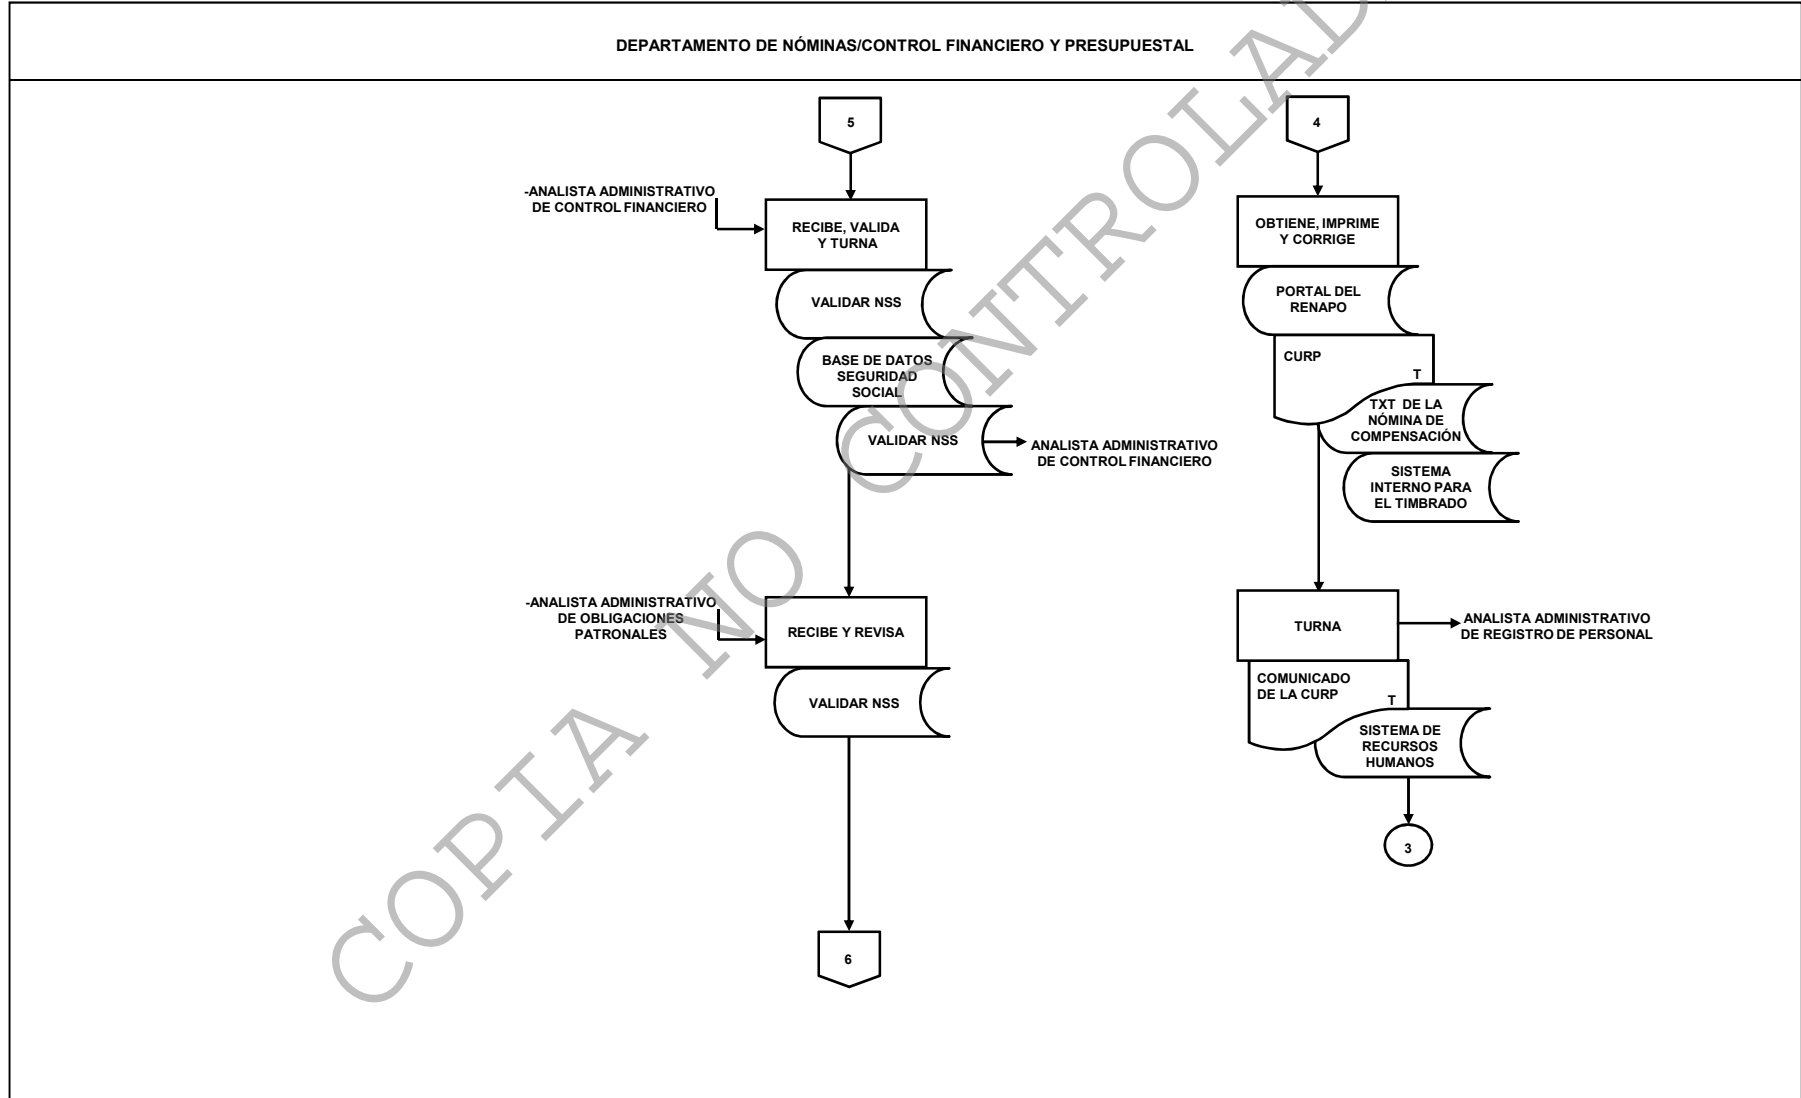 DEPARTAMENTO DE NÓMINAS/CONTROL FINANCIERO Y PRESUPUESTAL
5
-ANALISTA ADMINISTRATIVO
DE CONTROL FINANCIERO
RECIBE, VALIDA
Y TURNA
VALIDAR NSS
BASE DE DATOS
SEGURIDAD
SOCIAL
VALIDAR NSS
ANALISTA ADMINISTRATIVO
DE CONTROL FINANCIERO
-ANALISTA ADMINISTRATIVO
DE OBLIGACIONES
PATRONALES
RECIBE Y REVISA
VALIDAR NSS
6
4
OBTIENE, IMPRIME
Y CORRIGE
PORTAL DEL
RENAPO
CURP
T
TXT DE LA
NÓMINA DE
COMPENSACIÓN
SISTEMA
INTERNO PARA
EL TIMBRADO
TURNA
ANALISTA ADMINISTRATIVO
DE REGISTRO DE PERSONAL
COMUNICADO
DE LA CURP
T
SISTEMA DE
RECURSOS
HUMANOS
3
COPIA NO CONTROLAD